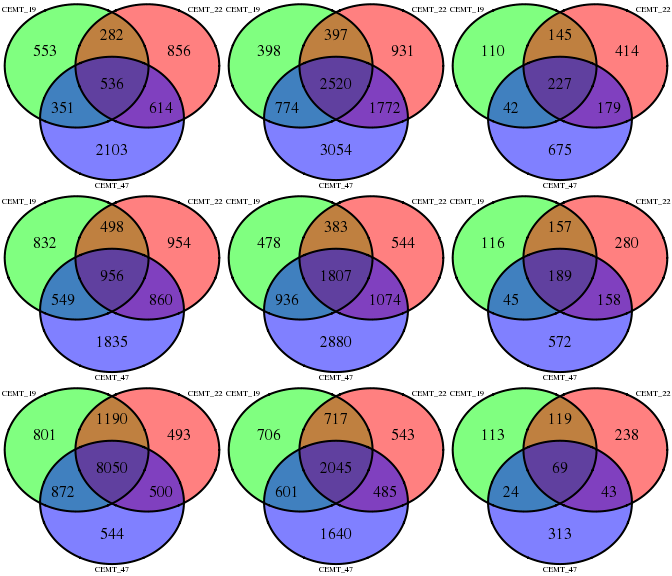 CEMT_19 CEMT_22 CEMT_19 CEMT_22 CEMT_19 CEMT_22
282 397 145
553 856 398 931 110 414
536 2520 227
351 614 774 1772 42 179
2103 3054 675
CEMT_47 CEMT_47 CEMT_47
CEMT_19 CEMT_22 CEMT_19 CEMT_22 CEMT_19 CEMT_22
498 383 157
832 954 478 544 116 280
956 1807 189
549 860 936 1074 45 158
1835 2880 572
CEMT_47 CEMT_47 CEMT_47
CEMT_19 CEMT_22 CEMT_19 CEMT_22 CEMT_19 CEMT_22
1190 717 119
801 493 706 543 113 238
8050 2045 69
872 500 601 485 24 43
544 1640 313
CEMT_47 CEMT_47 CEMT_47